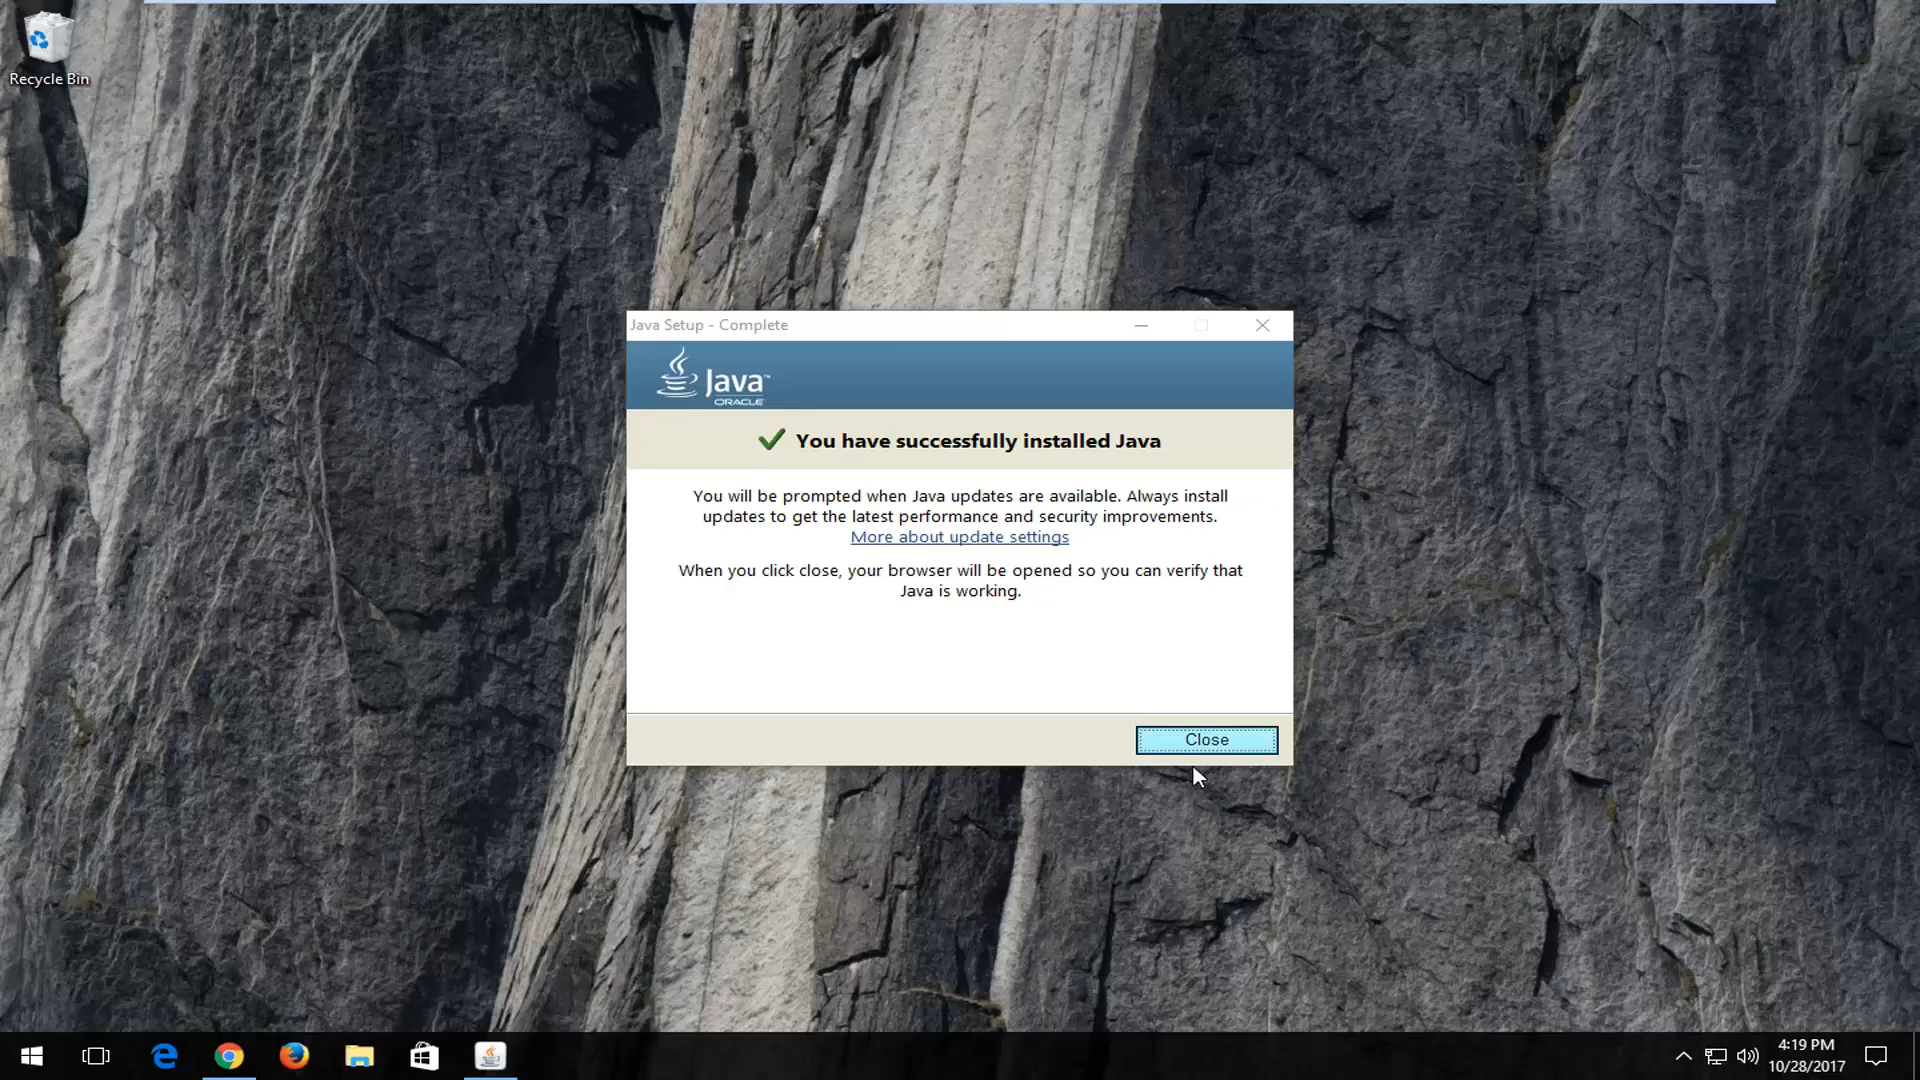 Recycle Bin
Java Setup - Complete
Java™
ORACLE
You have successfully installed Java
You will be prompted when Java updates are available. Always install
updates to get the latest performance and security improvements.
More about update settings
When you click close, your browser will be opened so you can verify that
Java is working.
Close
4:19 PM
10/28/2017